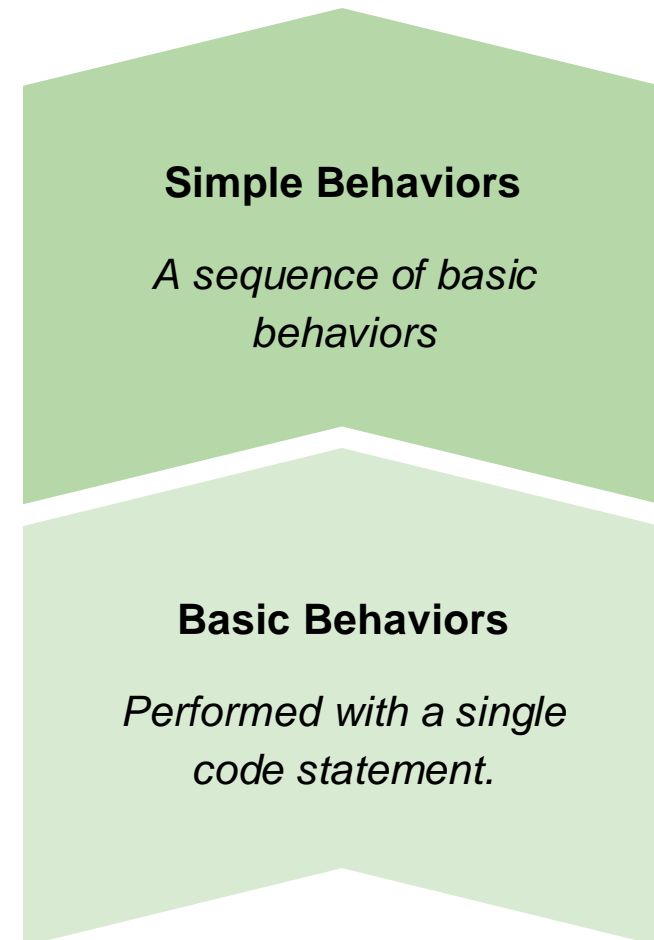 Simple Behaviors
A sequence of basic
behaviors
Basic Behaviors
Performed with a single
code statement.